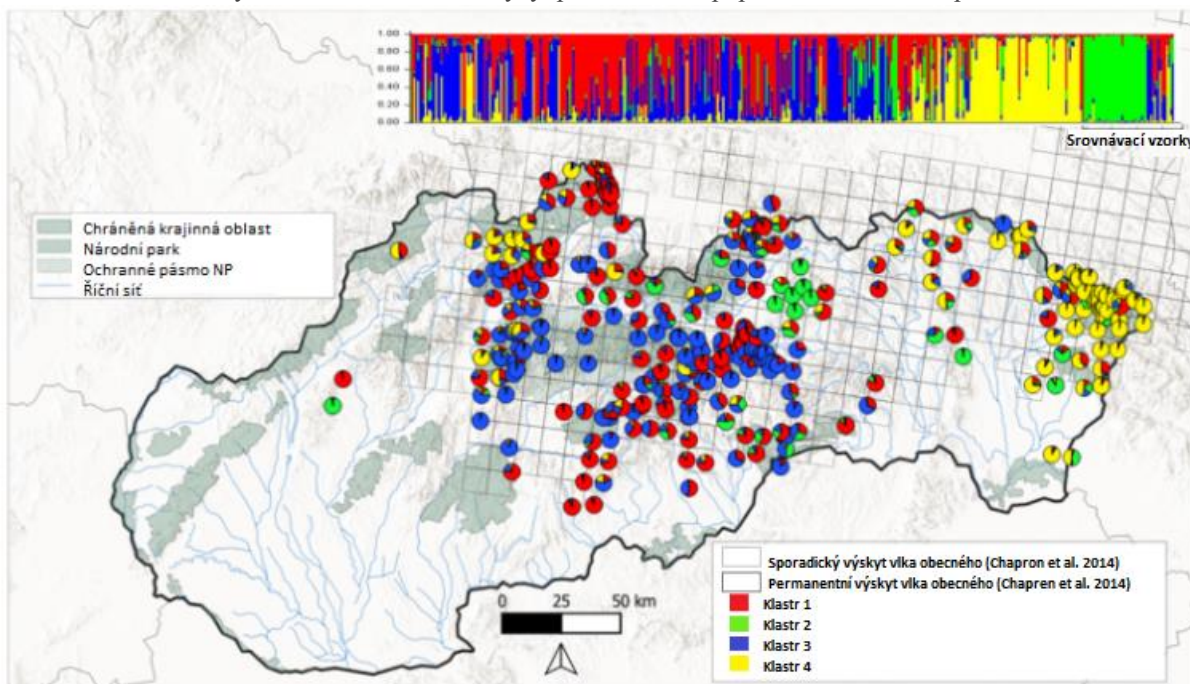 1.00
0.80
0.60
0.40
0.20
0.00
Srovnávací vzorky
Chráněná krajinná oblast
Národní park
Ochranné pásmo NP
Říční síť
0 25 50 km
Sporadický výskyt vlka obecného (Chapron et al. 2014)
Permanentní výskyt vlka obecného (Chapren et al. 2014)
Klastr 1
Klastr 2
Klastr 3
Klastr 4